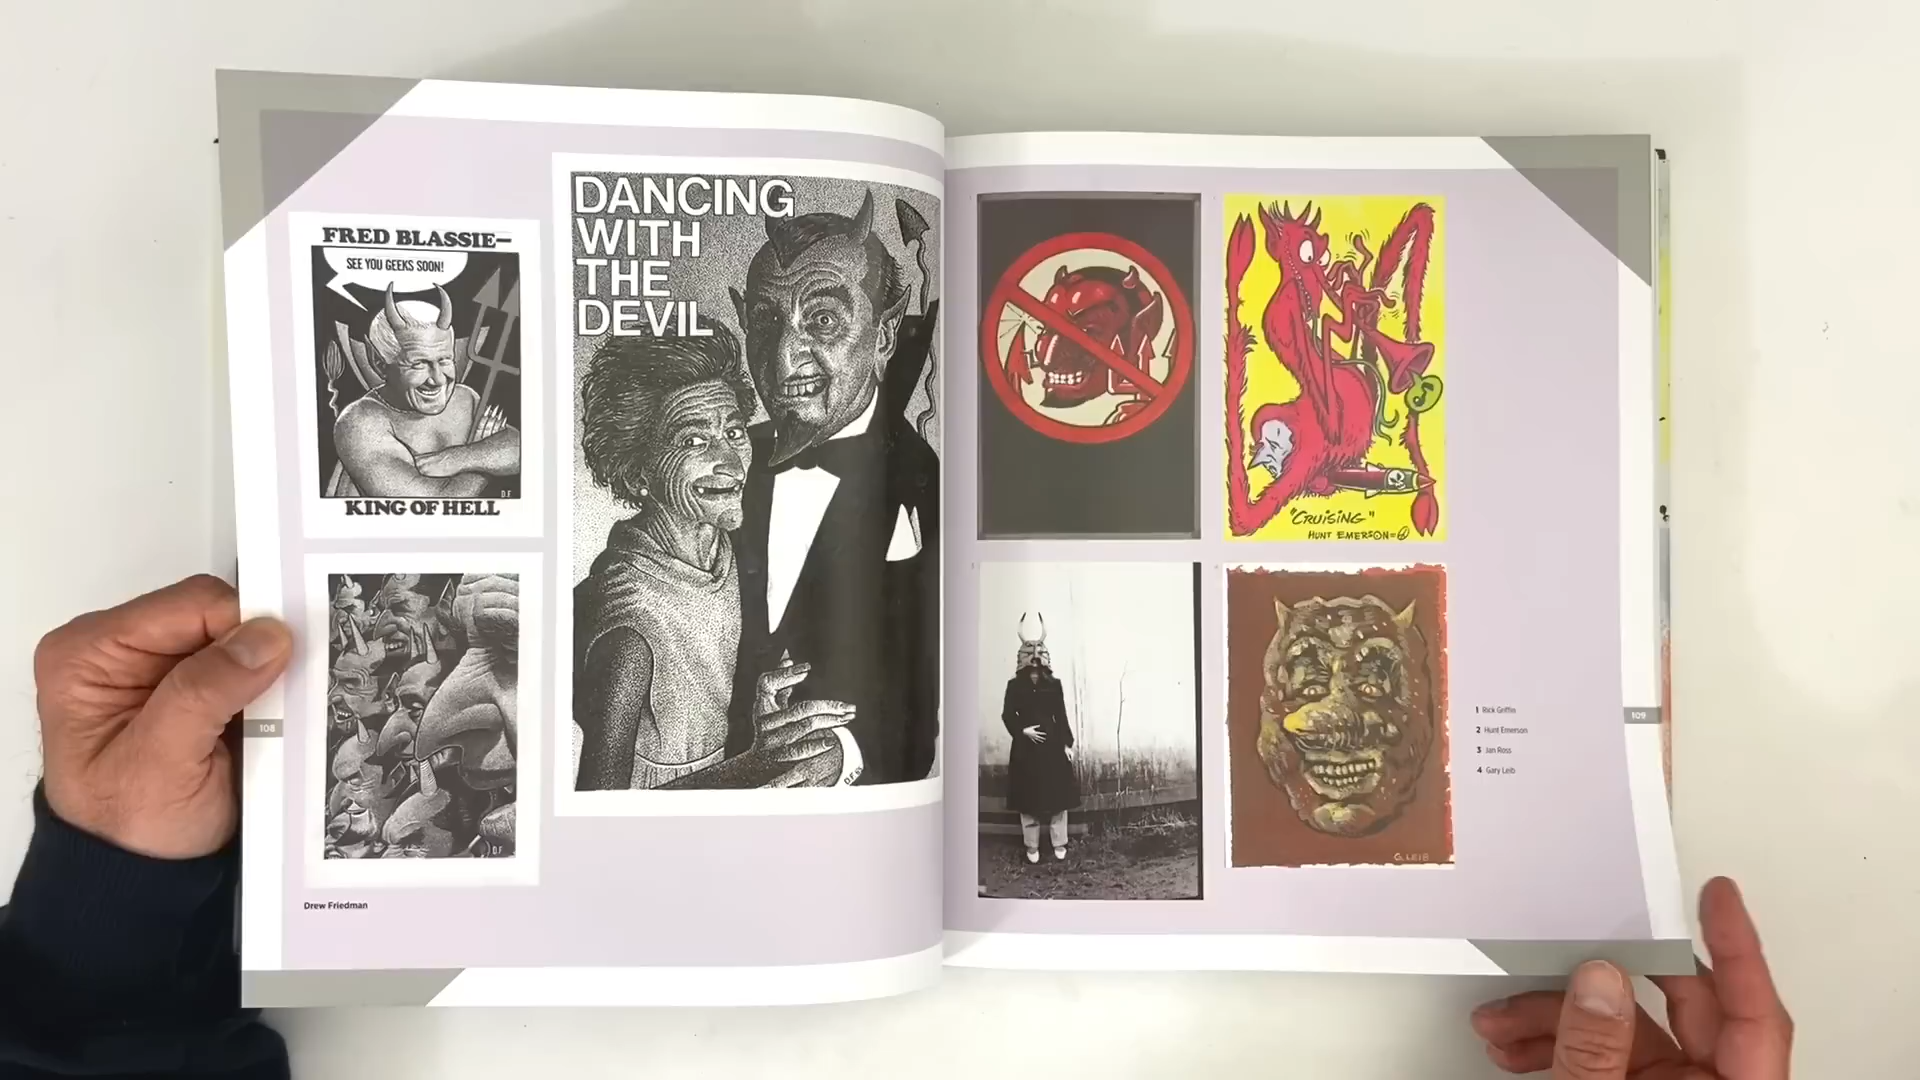 FRED BLASSIE—
SEE YOU GEEKS SOON!
D.F
KING OF HELL
D.F.
Drew Friedman
108
DANCING
WITH
THE
DEVIL
"CRUISING"
HUNT EMERSON
G. LEIB
1 Rick Griffin
2 Hunt Emerson
3 Jan Ross
4 Gary Leib
109